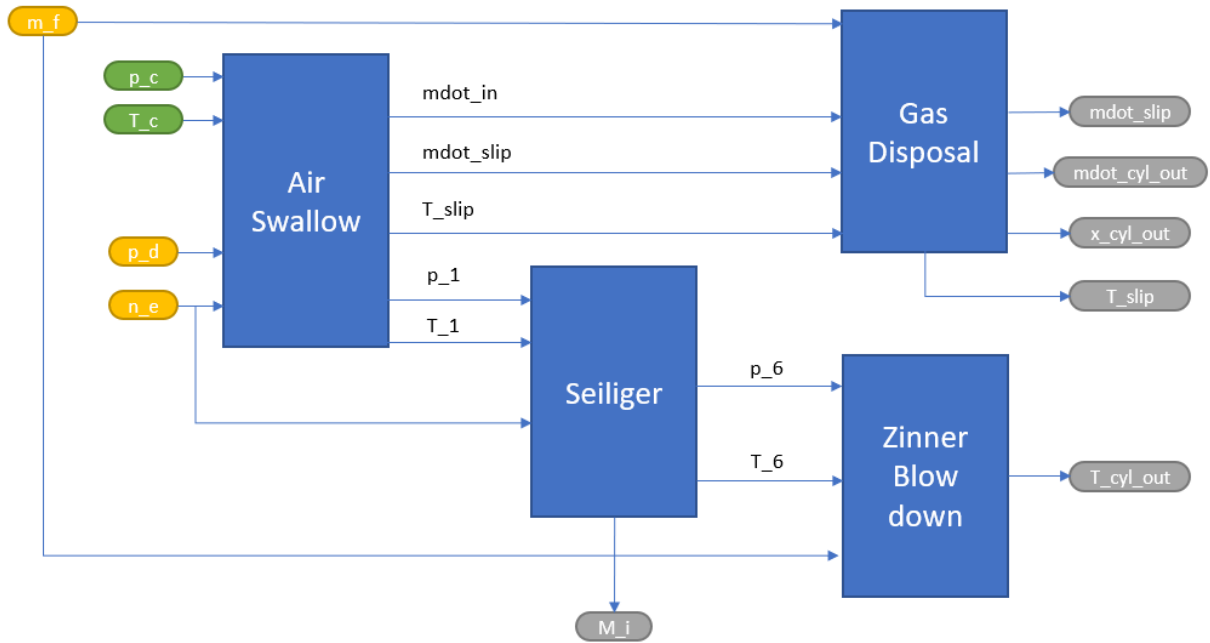 m_f
p_c
T_c
p_d
n_e
Air
Swallow
mdot_in
mdot_slip
T_slip
p_1
T_1
Gas
Disposal
mdot_slip
mdot_cyl_out
x_cyl_out
T_slip
Seiliger
p_6
T_6
Zinner
Blow
down
T_cyl_out
M_i